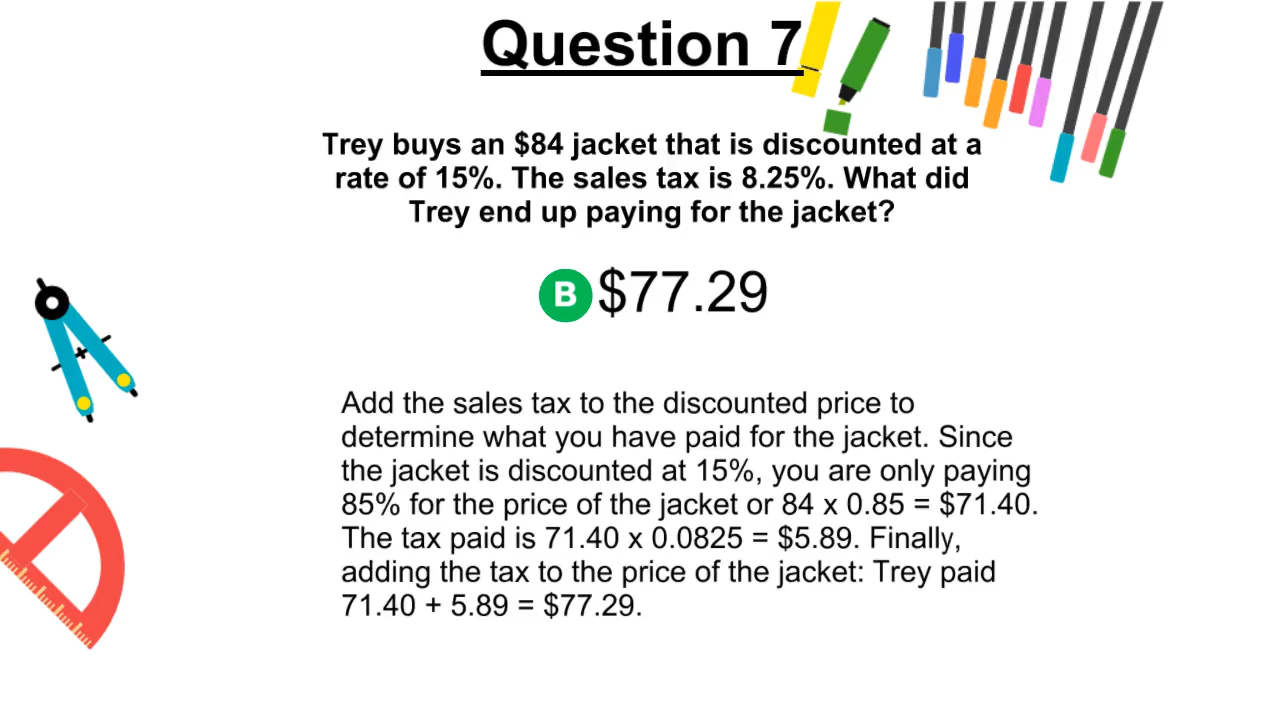 Question 7
Trey buys an $84 jacket that is discounted at a
rate of 15%. The sales tax is 8.25%. What did
Trey end up paying for the jacket?
B $77.29
Add the sales tax to the discounted price to
determine what you have paid for the jacket. Since
the jacket is discounted at 15%, you are only paying
85% for the price of the jacket or 84 x 0.85 = $71.40.
The tax paid is 71.40 x 0.0825 = $5.89. Finally,
adding the tax to the price of the jacket: Trey paid
71.40 + 5.89 = $77.29.